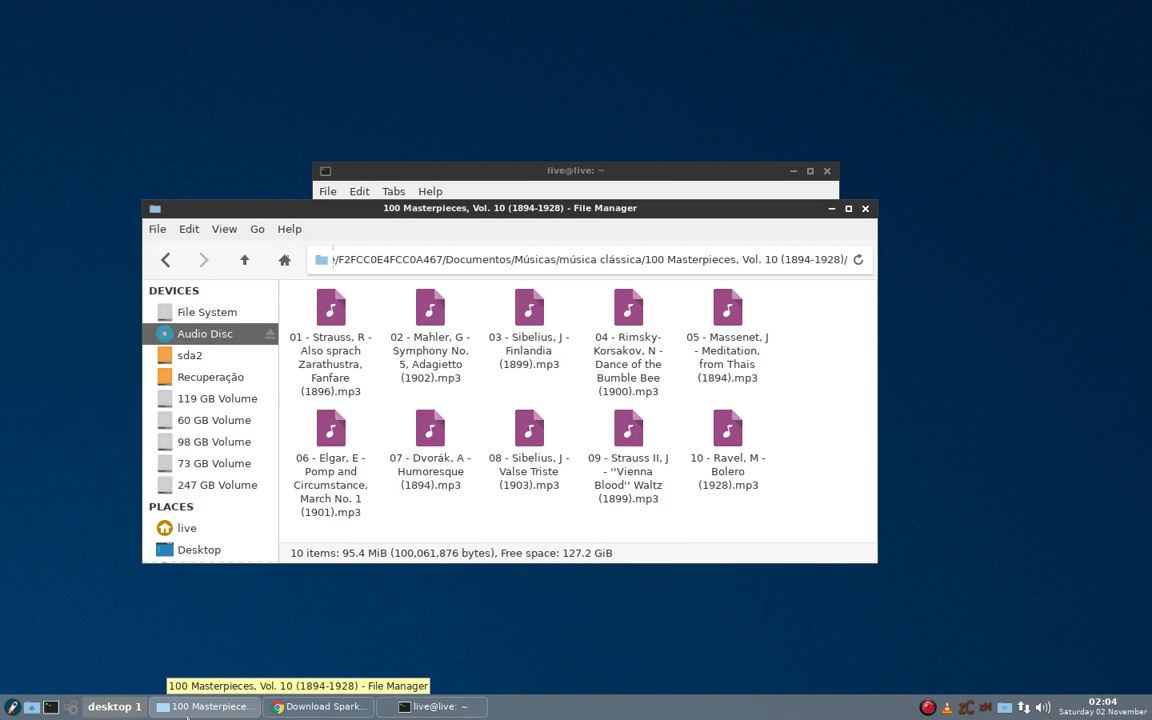 live@live: ~
File Edit Tabs Help
100 Masterpieces, Vol. 10 (1894-1928) - File Manager
File Edit View Go Help
/F2FCC0E4FCC0A467/Documentos/Músicas/música clássica/100 Masterpieces, Vol. 10 (1894-1928)/
DEVICES
File System
Audio Disc
sda2
Recuperação
119 GB Volume
60 GB Volume
98 GB Volume
73 GB Volume
247 GB Volume
PLACES
live
Desktop
01 - Strauss, R -
Also sprach
Zarathustra,
Fanfare
(1896).mp3
02 - Mahler, G -
Symphony No.
5, Adagietto
(1902).mp3
03 - Sibelius, J -
Finlandia
(1899).mp3
04 - Rimsky-
Korsakov, N -
Dance of the
Bumble Bee
(1900).mp3
05 - Massenet, J
- Meditation,
from Thais
(1894).mp3
06 - Elgar, E -
Pomp and
Circumstance,
March No. 1
(1901).mp3
07 - Dvorák, A -
Humoresque
(1894).mp3
08 - Sibelius, J -
Valse Triste
(1903).mp3
09 - Strauss II, J
- ''Vienna
Blood'' Waltz
(1899).mp3
10 - Ravel, M -
Bolero
(1928).mp3
10 items: 95.4 MiB (100,061,876 bytes), Free space: 127.2 GiB
100 Masterpieces, Vol. 10 (1894-1928) - File Manager
desktop 1
100 Masterpiece...
Download Spark...
live@live: ~
zC
zM
02:04
Saturday 02 November